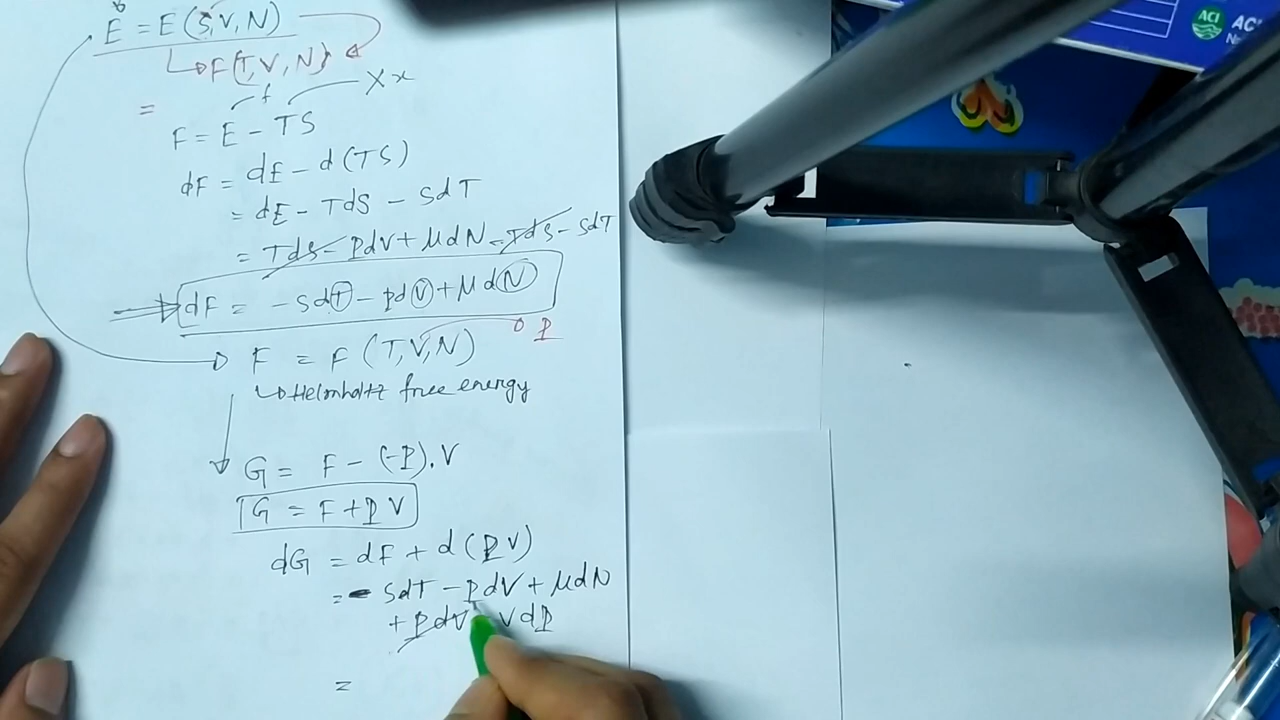 E = E (S, V, N)
F(T, V, N)
f X x
=
F = E - TS
dF = dE - d(TS)
= dE - TdS - SdT
= TdS - PdV + μdN - TdS - SdT
dF = - SdT - PdV + μdN
P
F = F (T, V, N)
Helmholtz free energy
G = F - (-P).V
G = F + PV
dG = dF + d(PV)
= - SdT - PdV + μdN
+ PdV VdP
=
ACI